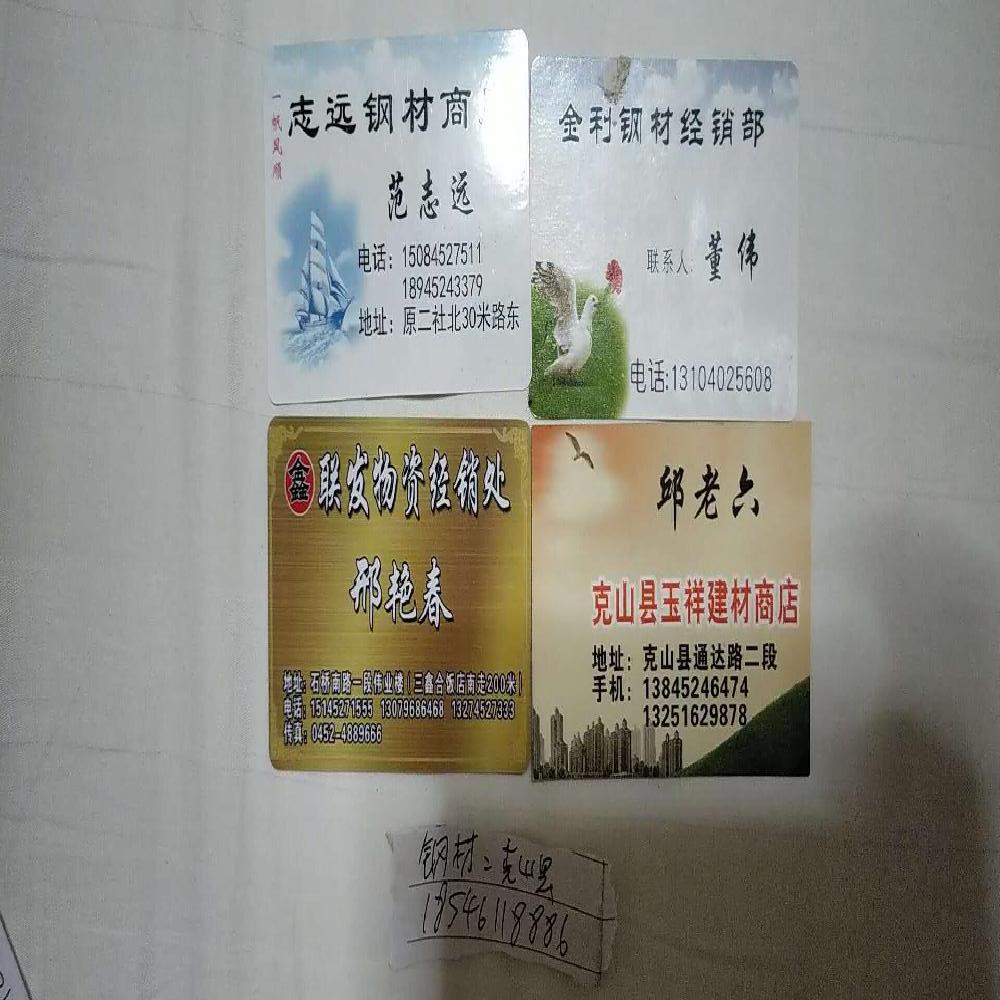 一帆风顺
志远钢材商
范志远
电话：15084527511
18945243379
地址：原二社北30米路东
金利钢材经销部
联系人：董伟
电话:13104025608
鑫 联发物资经销处
邢艳春
地址：石桥南路一段伟业楼（三鑫合饭店南走200米）
电话：15145271555 13079686468 13274527333
传真：0452-4889666
邱老六
克山县玉祥建材商店
地址：克山县通达路二段
手机：13845246474
13251629878
钢材：克山县
18546118886